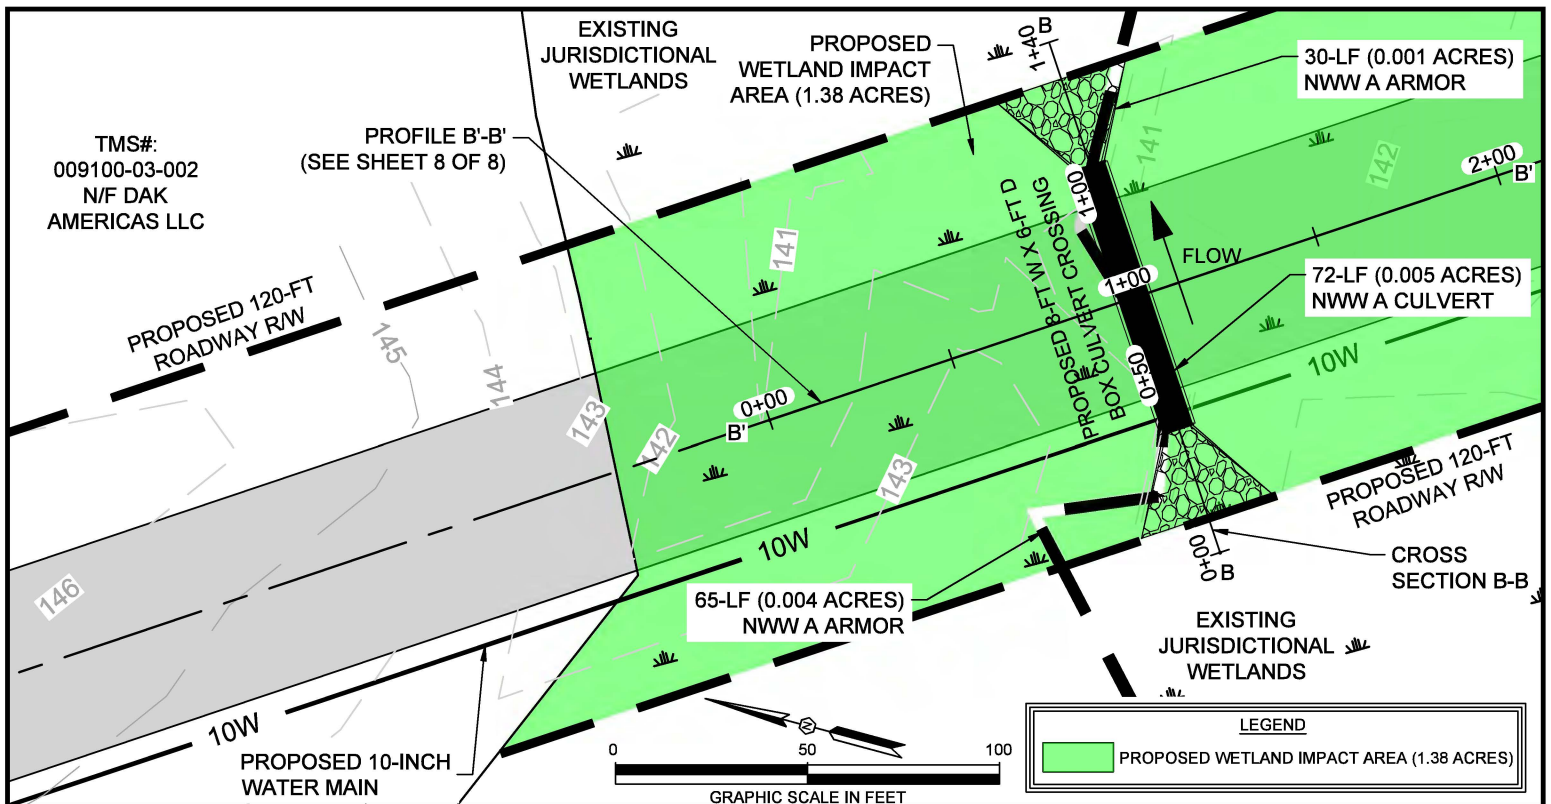 EXISTING
JURISDICTIONAL
WETLANDS
PROPOSED
WETLAND IMPACT
AREA (1.38 ACRES)
1+40
B
30-LF (0.001 ACRES)
NWW A ARMOR
TMS#:
009100-03-002
N/F DAK
AMERICAS LLC
PROFILE B'-B'
(SEE SHEET 8 OF 8)
141
142
2+00
B'
1+00
PROPOSED 8-FT W X 6-FT D
BOX CULVERT CROSSING
141
FLOW
1+00
72-LF (0.005 ACRES)
NWW A CULVERT
PROPOSED 120-FT
ROADWAY R/W
145
144
143
142
0+00
B'
0+50
10W
143
PROPOSED 120-FT
ROADWAY R/W
10W
0+00
B
CROSS
SECTION B-B
146
65-LF (0.004 ACRES)
NWW A ARMOR
EXISTING
JURISDICTIONAL
WETLANDS
10W
PROPOSED 10-INCH
WATER MAIN
N
0
50
100
GRAPHIC SCALE IN FEET
LEGEND
PROPOSED WETLAND IMPACT AREA (1.38 ACRES)